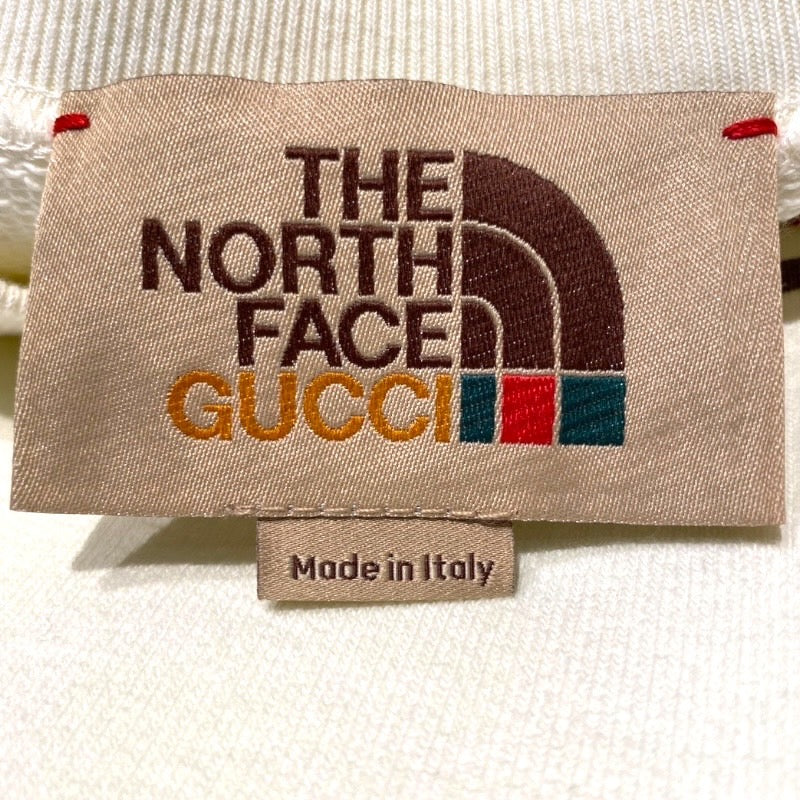 THE
NORTH
FACE
GUCCI
Made in Italy